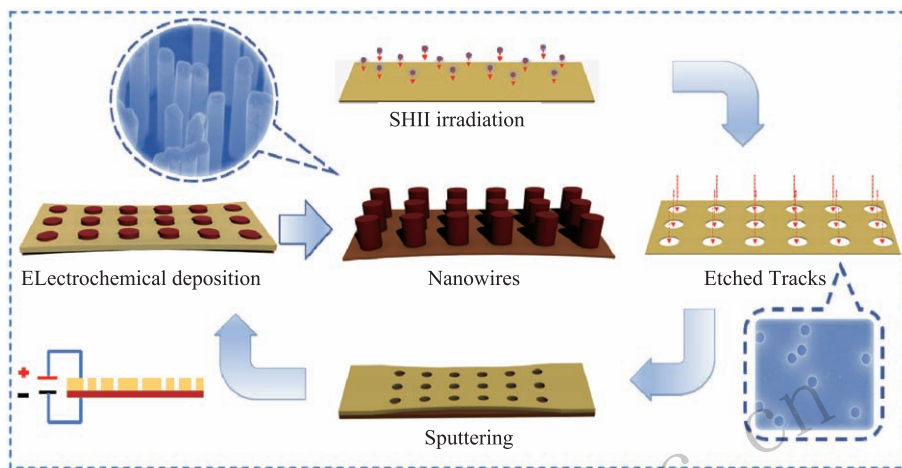 SHII irradiation
ELectrochemical deposition
Nanowires
Etched Tracks
+
-
Sputtering